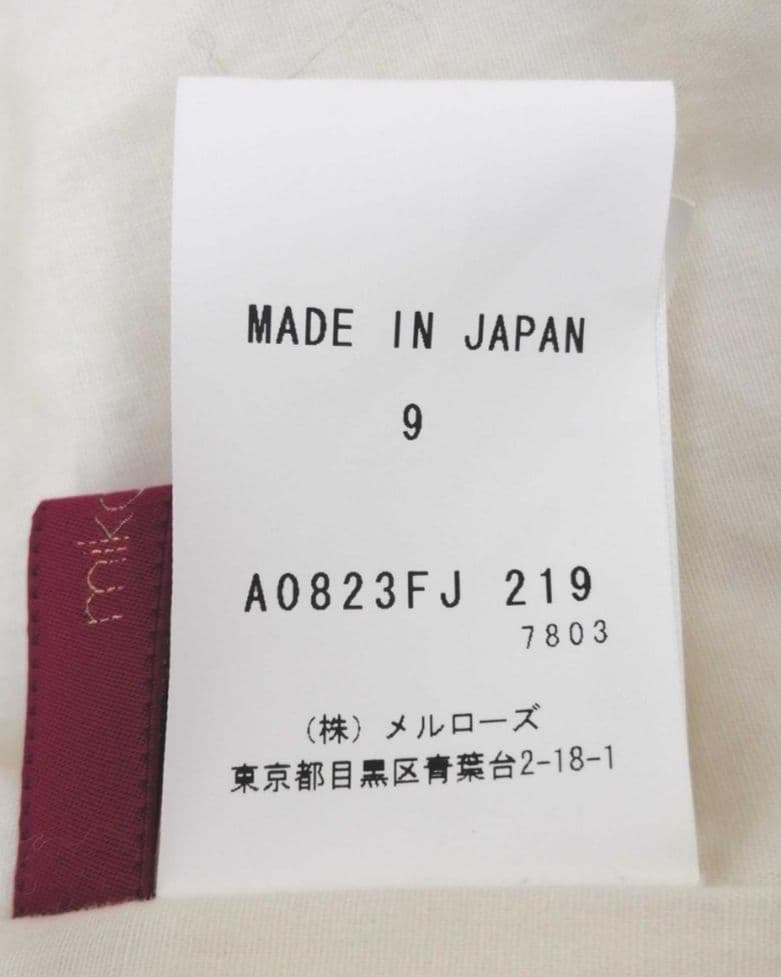 MADE IN JAPAN
9
A0823FJ 219
7803
(株)メルローズ
東京都目黒区青葉台2-18-1